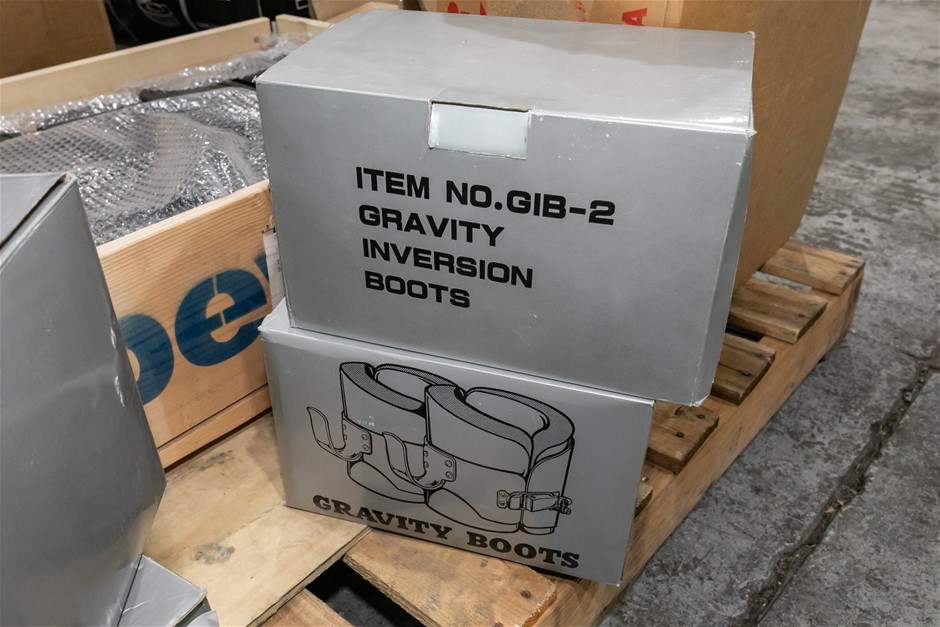 ITEM NO.GIB-2
GRAVITY
INVERSION
BOOTS
GRAVITY BOOTS